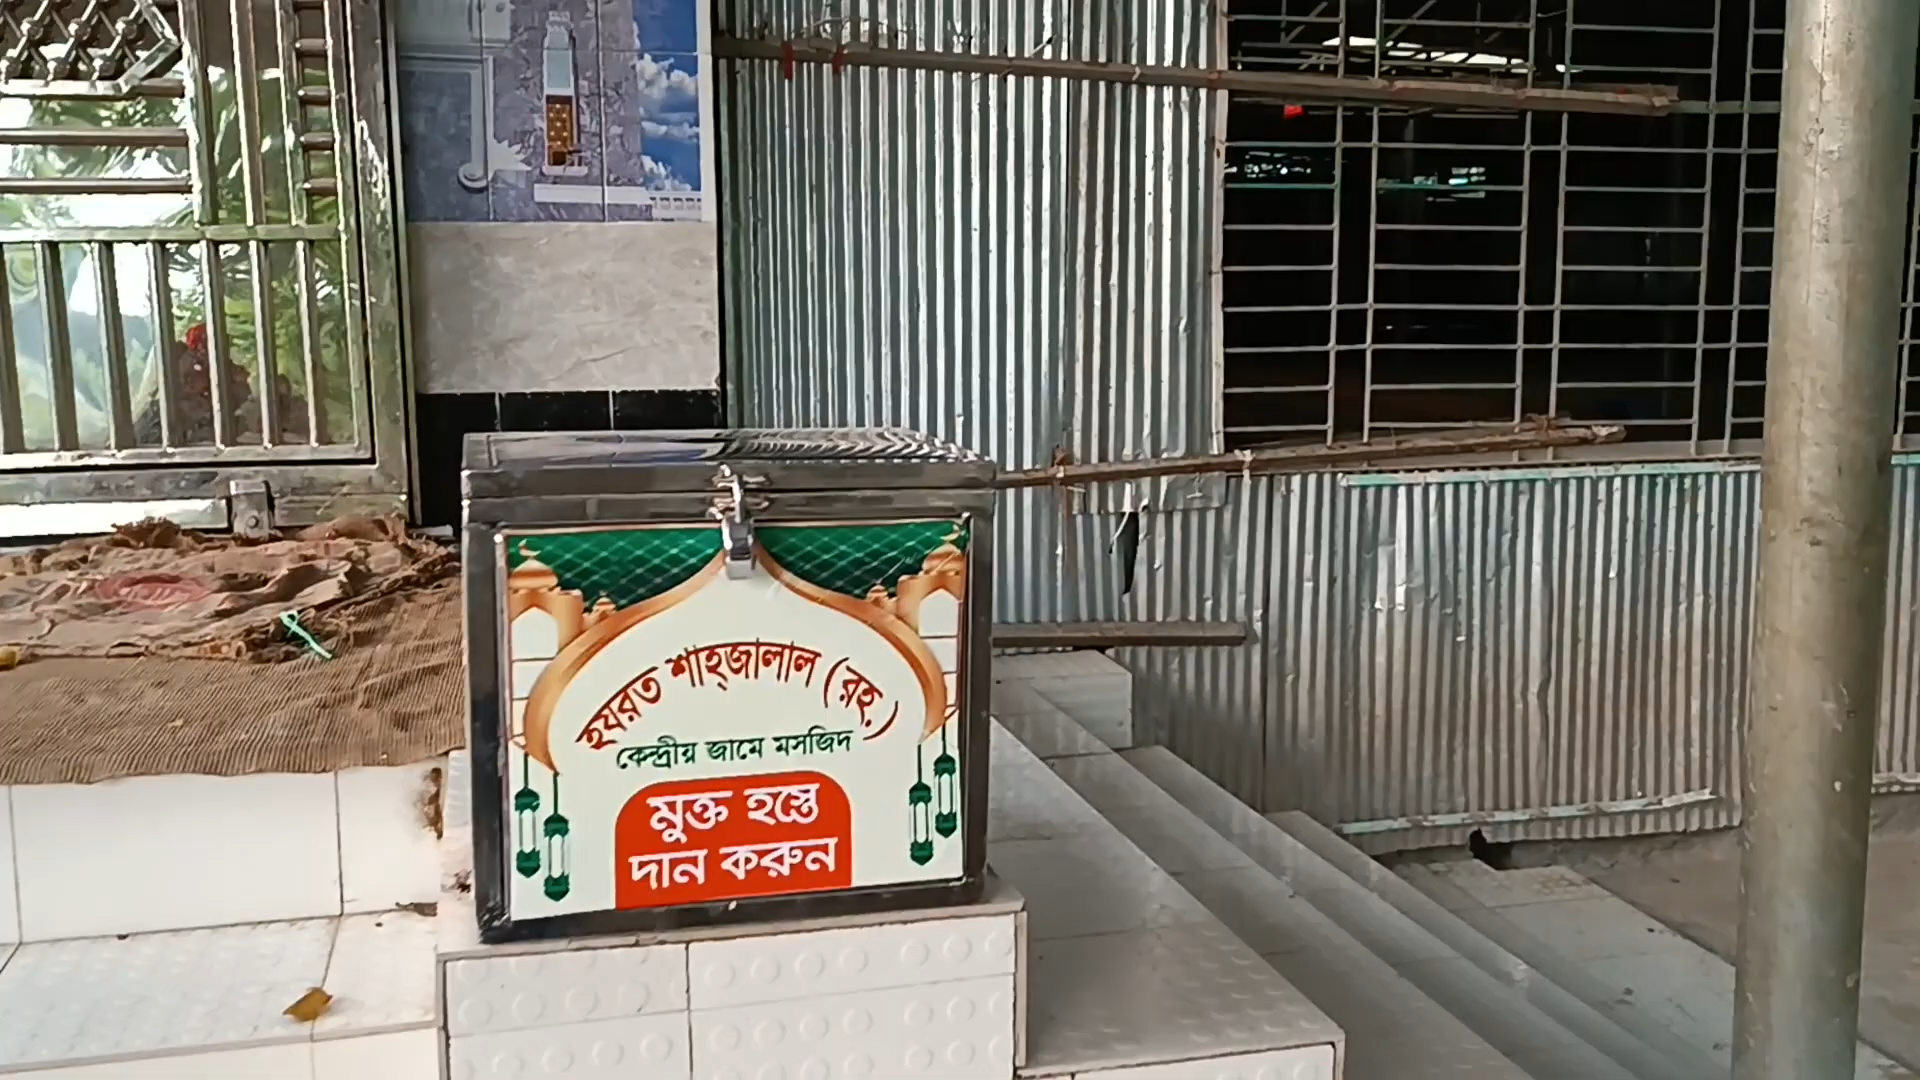 হযরত শাহ্জালাল (রহ.)
কেন্দ্রীয় জামে মসজিদ
মুক্ত হস্তে
দান করুন